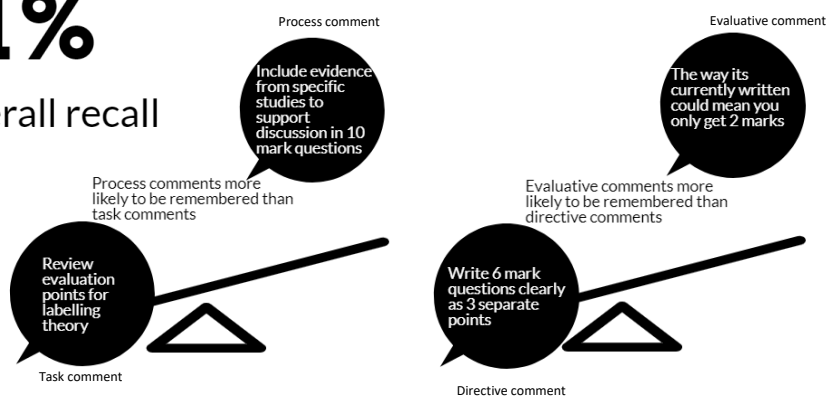 %
recall
Process comment
Include evidence
from specific
studies to
support
discussion in 10
mark questions
Process comments more
likely to be remembered than
task comments
Review
evaluation
points for
labelling
theory
Task comment
Evaluative comment
The way its
currently written
could mean you
only get 2 marks
Evaluative comments more
likely to be remembered than
directive comments
Write 6 mark
questions clearly
as 3 separate
points
Directive comment